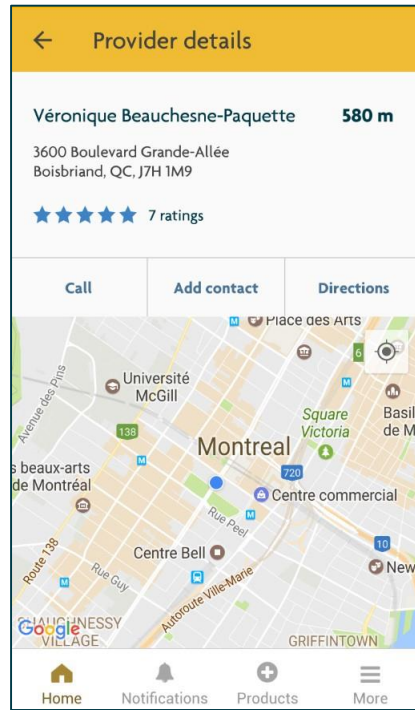 Provider details
Véronique Beauchesne-Paquette 580 m
3600 Boulevard Grande-Allée
Boisbriand, QC, J7H 1M9
7 ratings
Call Add contact Directions
Place des Arts
M
6
Université
McGill
M
Avenue des Pins
Square
Victoria
Basil
de M
138
M
Montreal
s beaux-arts
de Montréal
720
Centre commercial
M
Rue Peel
M
10
Centre Bell
New
Route 138
Rue Guy
M
Autoroute Ville-Marie
SHAUGHNESSY
VILLAGE
Google
GRIFFINTOWN
Home Notifications Products More